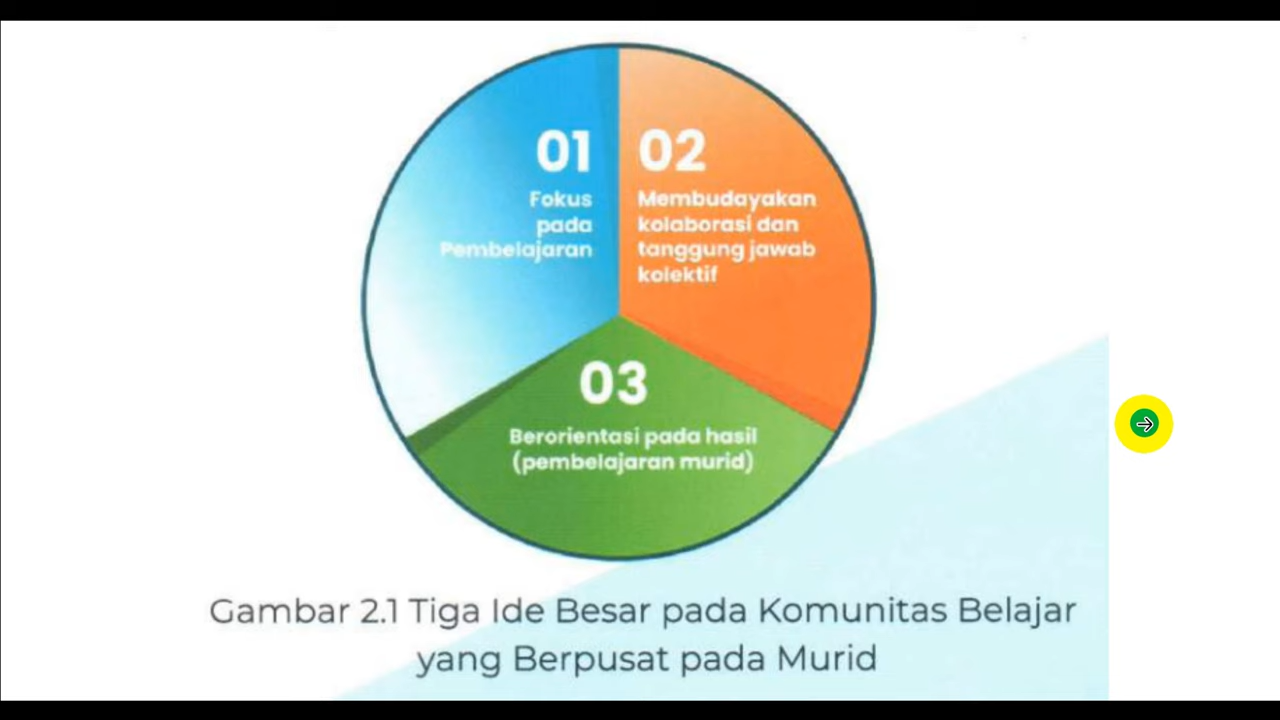 01
Fokus
pada
Pembelajaran
02
Membudayakan
kolaborasi dan
tanggung jawab
kolektif
03
Berorientasi pada hasil
(pembelajaran murid)
Gambar 2.1 Tiga Ide Besar pada Komunitas Belajar
yang Berpusat pada Murid